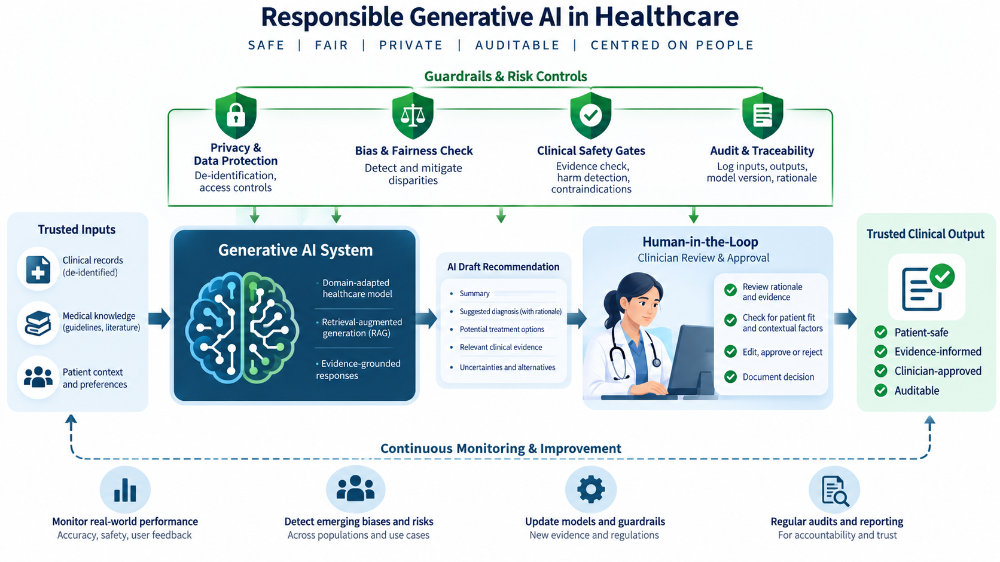 Responsible Generative AI in Healthcare
SAFE | FAIR | PRIVATE | AUDITABLE | CENTRED ON PEOPLE
Guardrails & Risk Controls
Privacy &
Data Protection
De-identification,
access controls
Bias & Fairness Check
Detect and mitigate
disparities
Clinical Safety Gates
Evidence check,
harm detection,
contraindications
Audit & Traceability
Log inputs, outputs,
model version, rationale
Trusted Inputs
Clinical records
(de-identified)
Medical knowledge
(guidelines, literature)
Patient context
and preferences
Generative AI System
• Domain-adapted
healthcare model
• Retrieval-augmented
generation (RAG)
• Evidence-grounded
responses
AI Draft Recommendation
• Summary
• Suggested diagnosis (with rationale)
• Potential treatment options
• Relevant clinical evidence
• Uncertainties and alternatives
Human-in-the-Loop
Clinician Review & Approval
Review rationale
and evidence
Check for patient fit
and contextual factors
Edit, approve or reject
Document decision
Trusted Clinical Output
Patient-safe
Evidence-informed
Clinician-approved
Auditable
Continuous Monitoring & Improvement
Monitor real-world performance
Accuracy, safety, user feedback
Detect emerging biases and risks
Across populations and use cases
Update models and guardrails
New evidence and regulations
Regular audits and reporting
For accountability and trust